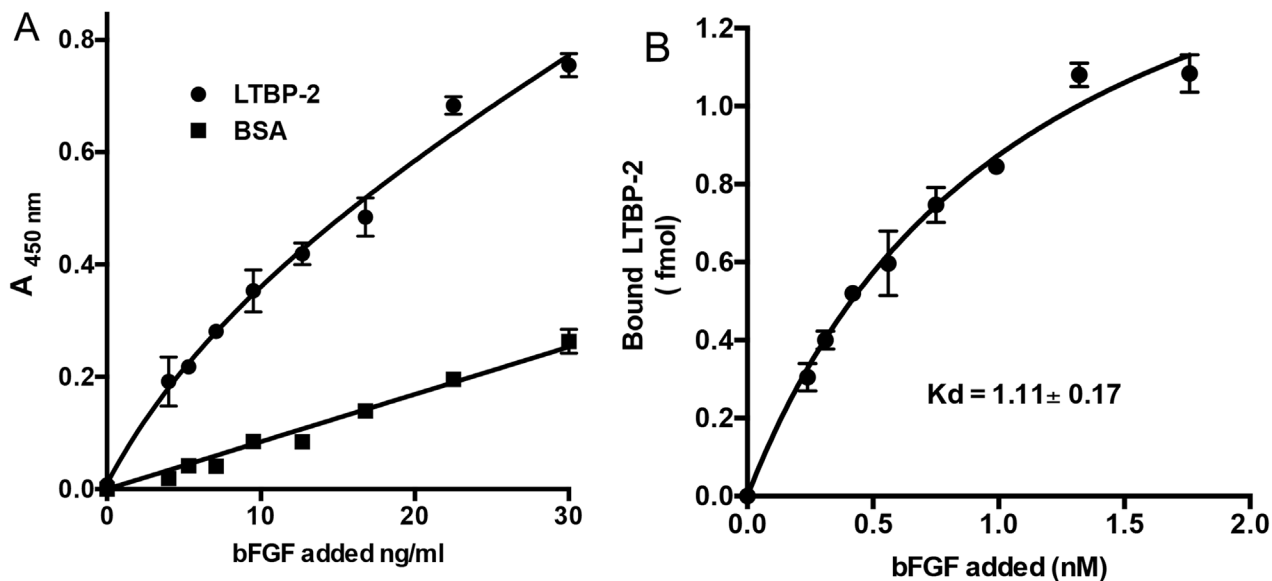 A
0.8
0.6
0.4
0.2
0.0
A 450 nm
LTBP-2
BSA
0
10
20
30
bFGF added ng/ml
B
1.2
1.0
0.8
0.6
0.4
0.2
0.0
Bound LTBP-2
( fmol)
Kd = 1.11± 0.17
0.0
0.5
1.0
1.5
2.0
bFGF added (nM)